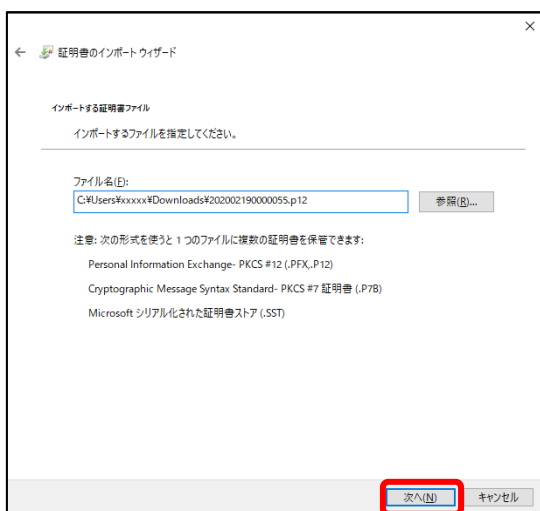 証明書のインポート ウィザード
インポートする証明書ファイル
インポートするファイルを指定してください。
ファイル名(F):
C:¥Users¥xxxxx¥Downloads¥202002190000055.p12
参照(R)...
注意: 次の形式を使うと 1 つのファイルに複数の証明書を保管できます:
Personal Information Exchange- PKCS #12 (.PFX,.P12)
Cryptographic Message Syntax Standard- PKCS #7 証明書 (.P7B)
Microsoft シリアル化された証明書ストア (.SST)
次へ(N)
キャンセル